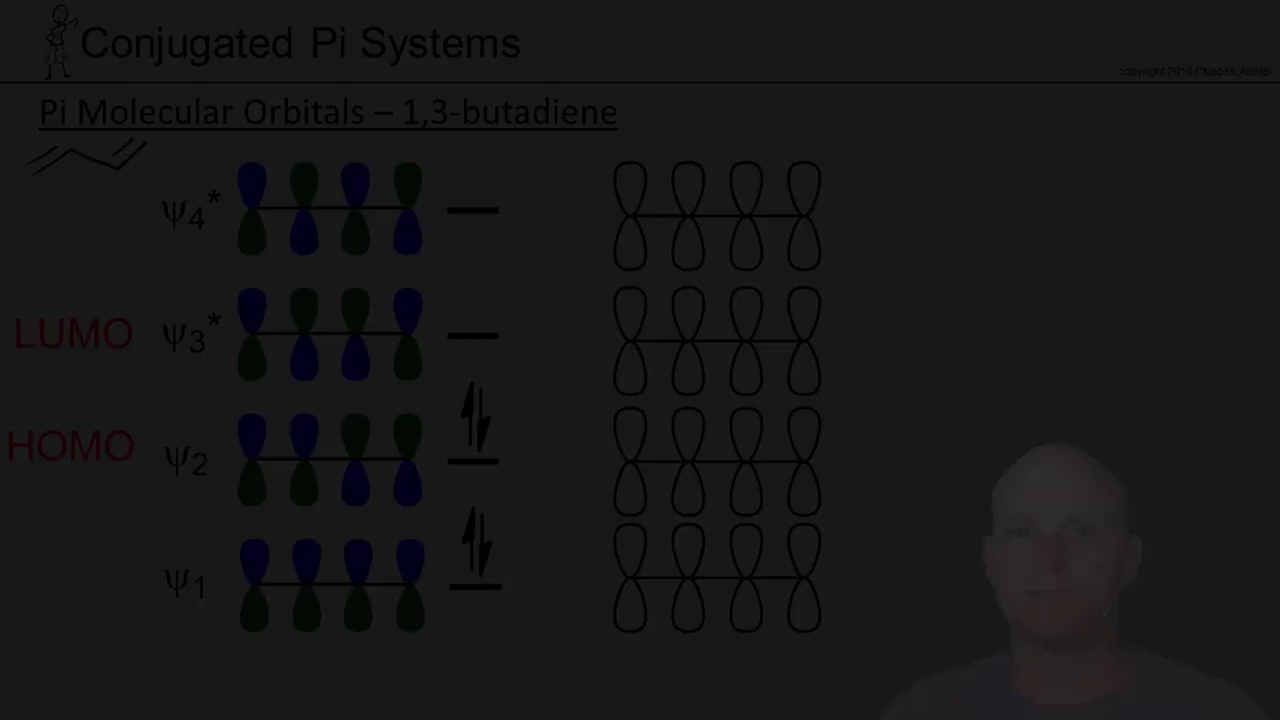 Conjugated Pi Systems
copyright 2018 Chad McAllister
Pi Molecular Orbitals – 1,3-butadiene
ψ4*
LUMO ψ3*
HOMO ψ2
ψ1